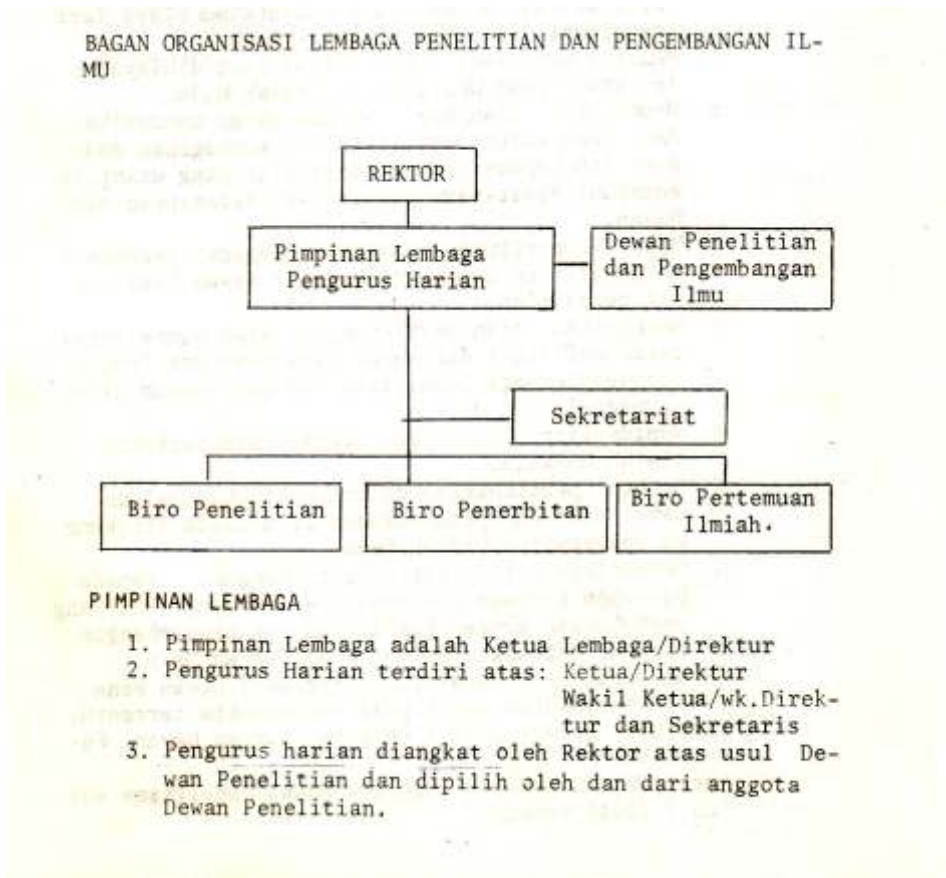 BAGAN ORGANISASI LEMBAGA PENELITIAN DAN PENGEMBANGAN IL-
MU
REKTOR
Pimpinan Lembaga
Pengurus Harian
Dewan Penelitian
dan Pengembangan
Ilmu
Sekretariat
Biro Penelitian
Biro Penerbitan
Biro Pertemuan
Ilmiah.
PIMPINAN LEMBAGA
1. Pimpinan Lembaga adalah Ketua Lembaga/Direktur
2. Pengurus Harian terdiri atas: Ketua/Direktur
Wakil Ketua/wk.Direk-
tur dan Sekretaris
3. Pengurus harian diangkat oleh Rektor atas usul De-
wan Penelitian dan dipilih oleh dan dari anggota
Dewan Penelitian.